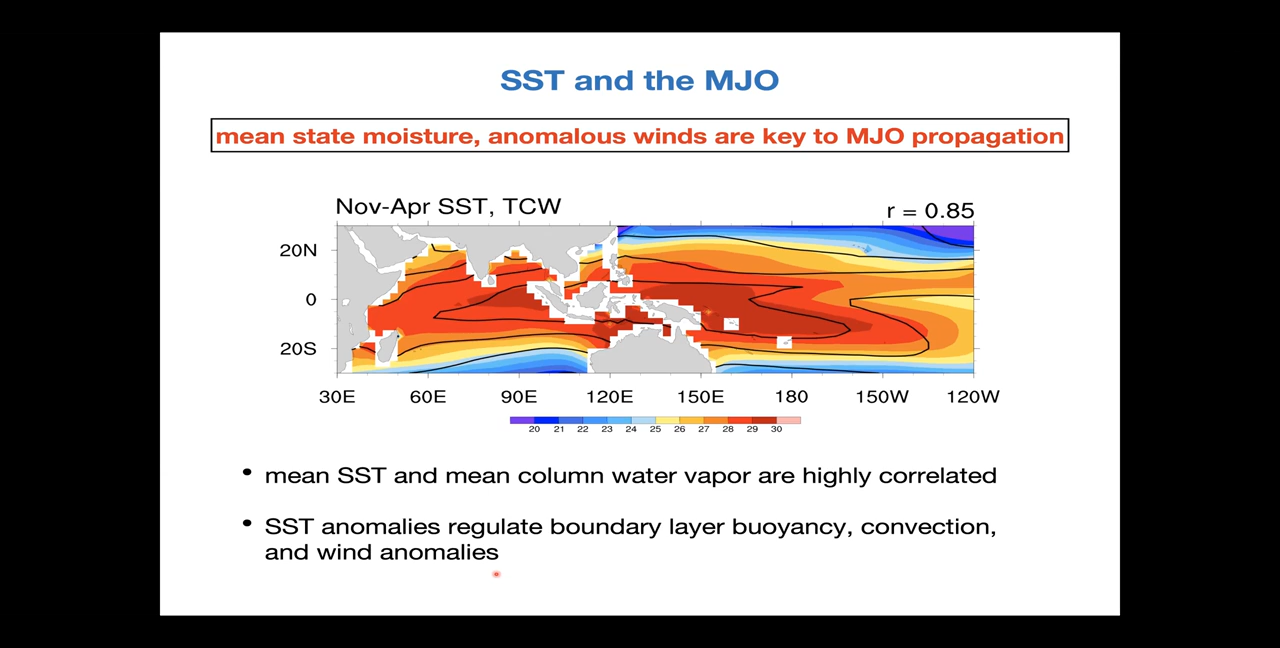 SST and the MJO
mean state moisture, anomalous winds are key to MJO propagation
Nov-Apr SST, TCW
r = 0.85
20N
0
20S
30E 60E 90E 120E 150E 180 150W 120W
20 21 22 23 24 25 26 27 28 29 30
• mean SST and mean column water vapor are highly correlated
• SST anomalies regulate boundary layer buoyancy, convection,
and wind anomalies